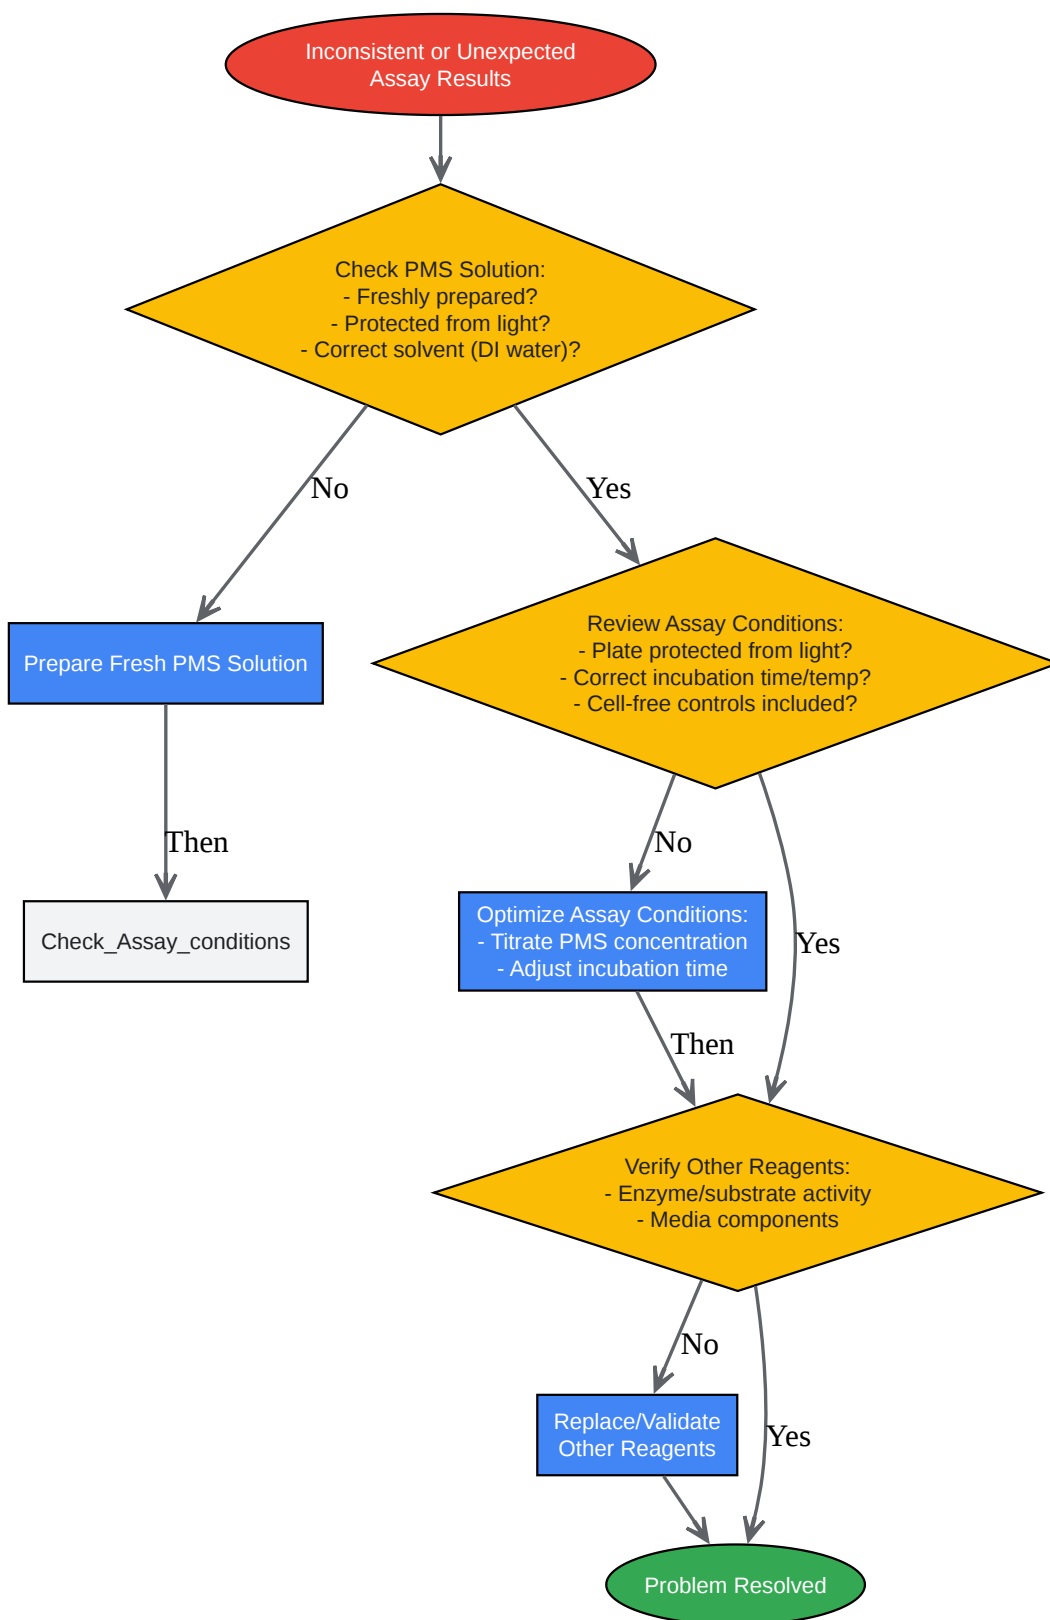 Inconsistent or Unexpected
Assay Results
Check PMS Solution:
- Freshly prepared?
- Protected from light?
- Correct solvent (DI water)?
No
Yes
Prepare Fresh PMS Solution
Review Assay Conditions:
- Plate protected from light?
- Correct incubation time/temp?
- Cell-free controls included?
Then
No
Check_Assay_conditions
Optimize Assay Conditions:
- Titrate PMS concentration
- Adjust incubation time
Yes
Then
Verify Other Reagents:
- Enzyme/substrate activity
- Media components
No
Replace/Validate
Other Reagents
Yes
Problem Resolved